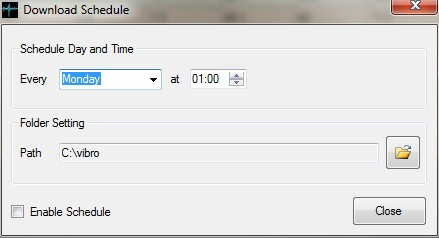 Download Schedule
Schedule Day and Time
Every Monday at 01:00
Folder Setting
Path C:\vibro
Enable Schedule Close